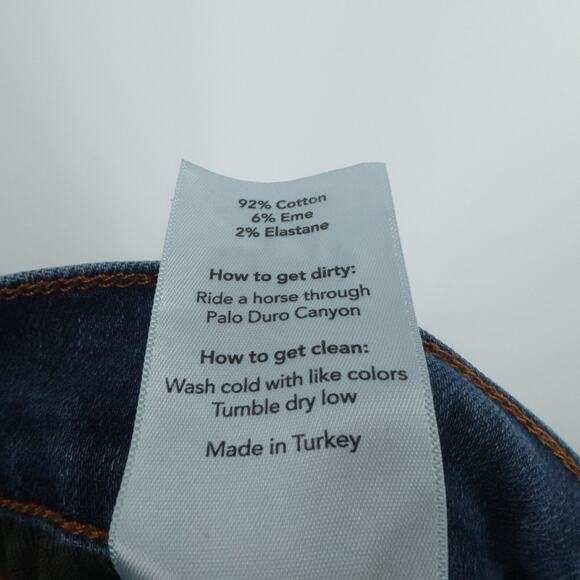 92% Cotton
6% Eme
2% Elastane
How to get dirty:
Ride a horse through
Palo Duro Canyon
How to get clean:
Wash cold with like colors
Tumble dry low
Made in Turkey